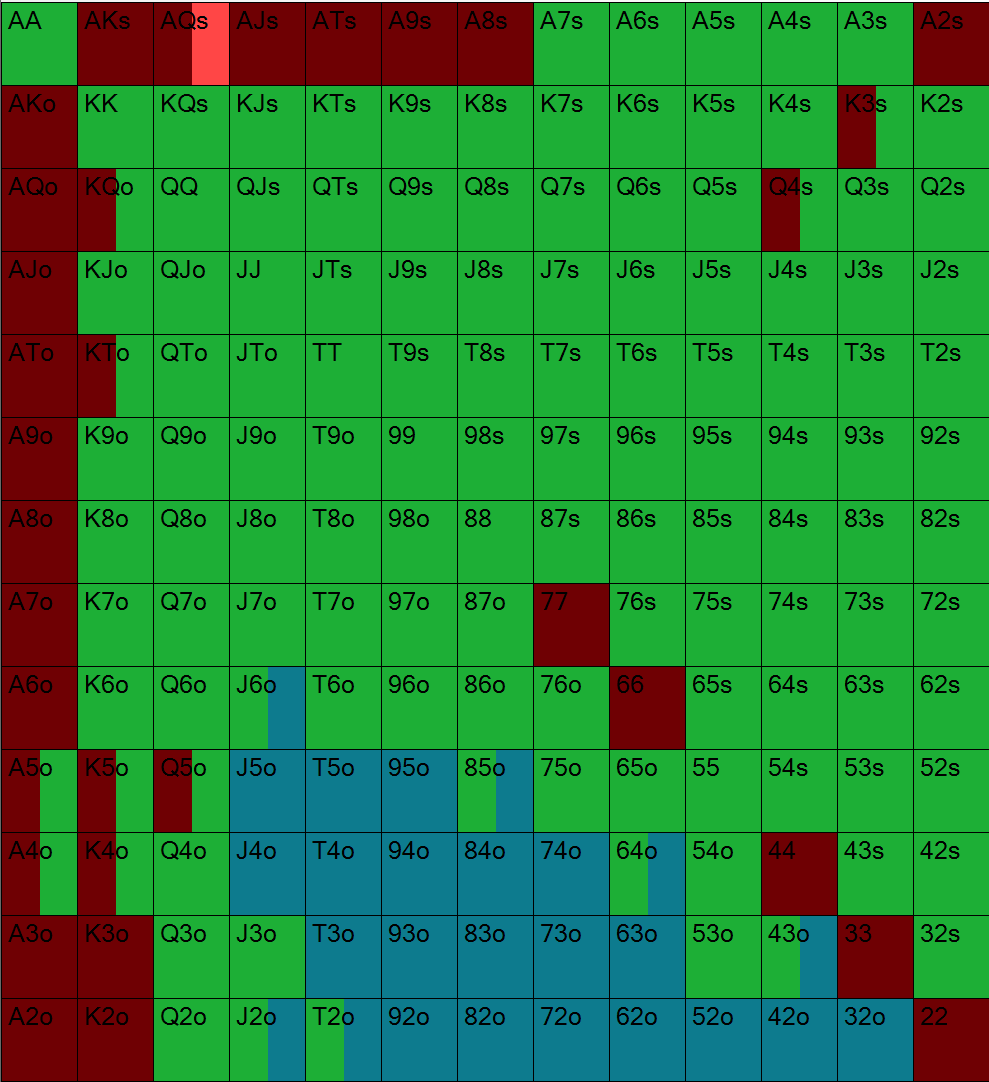 AA AKs AQs AJs ATs A9s A8s A7s A6s A5s A4s A3s A2s
AKo KK KQs KJs KTs K9s K8s K7s K6s K5s K4s K3s K2s
AQo KQo QQ QJs QTs Q9s Q8s Q7s Q6s Q5s Q4s Q3s Q2s
AJo KJo QJo JJ JTs J9s J8s J7s J6s J5s J4s J3s J2s
ATo KTo QTo JTo TT T9s T8s T7s T6s T5s T4s T3s T2s
A9o K9o Q9o J9o T9o 99 98s 97s 96s 95s 94s 93s 92s
A8o K8o Q8o J8o T8o 98o 88 87s 86s 85s 84s 83s 82s
A7o K7o Q7o J7o T7o 97o 87o 77 76s 75s 74s 73s 72s
A6o K6o Q6o J6o T6o 96o 86o 76o 66 65s 64s 63s 62s
A5o K5o Q5o J5o T5o 95o 85o 75o 65o 55 54s 53s 52s
A4o K4o Q4o J4o T4o 94o 84o 74o 64o 54o 44 43s 42s
A3o K3o Q3o J3o T3o 93o 83o 73o 63o 53o 43o 33 32s
A2o K2o Q2o J2o T2o 92o 82o 72o 62o 52o 42o 32o 22